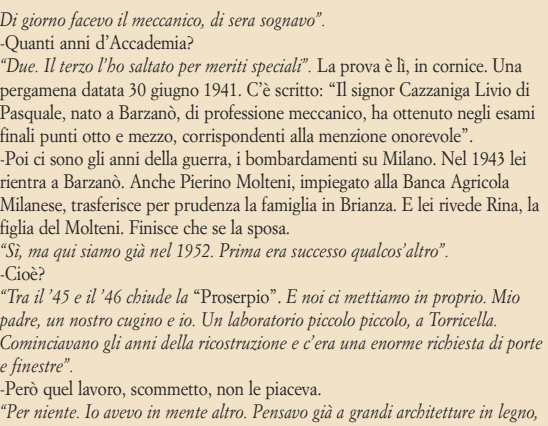 Di giorno facevo il meccanico, di sera sognavo”.
-Quanti anni d’Accademia?
“Due. Il terzo l’ho saltato per meriti speciali”. La prova è lì, in cornice. Una
pergamena datata 30 giugno 1941. C’è scritto: “Il signor Cazzaniga Livio di
Pasquale, nato a Barzanò, di professione meccanico, ha ottenuto negli esami
finali punti otto e mezzo, corrispondenti alla menzione onorevole”.
-Poi ci sono gli anni della guerra, i bombardamenti su Milano. Nel 1943 lei
rientra a Barzanò. Anche Pierino Molteni, impiegato alla Banca Agricola
Milanese, trasferisce per prudenza la famiglia in Brianza. E lei rivede Rina, la
figlia del Molteni. Finisce che se la sposa.
“Sì, ma qui siamo già nel 1952. Prima era successo qualcos’altro”.
-Cioè?
“Tra il ’45 e il ’46 chiude la “Proserpio”. E noi ci mettiamo in proprio. Mio
padre, un nostro cugino e io. Un laboratorio piccolo piccolo, a Torricella.
Cominciavano gli anni della ricostruzione e c’era una enorme richiesta di porte
e finestre”.
-Però quel lavoro, scommetto, non le piaceva.
“Per niente. Io avevo in mente altro. Pensavo già a grandi architetture in legno,